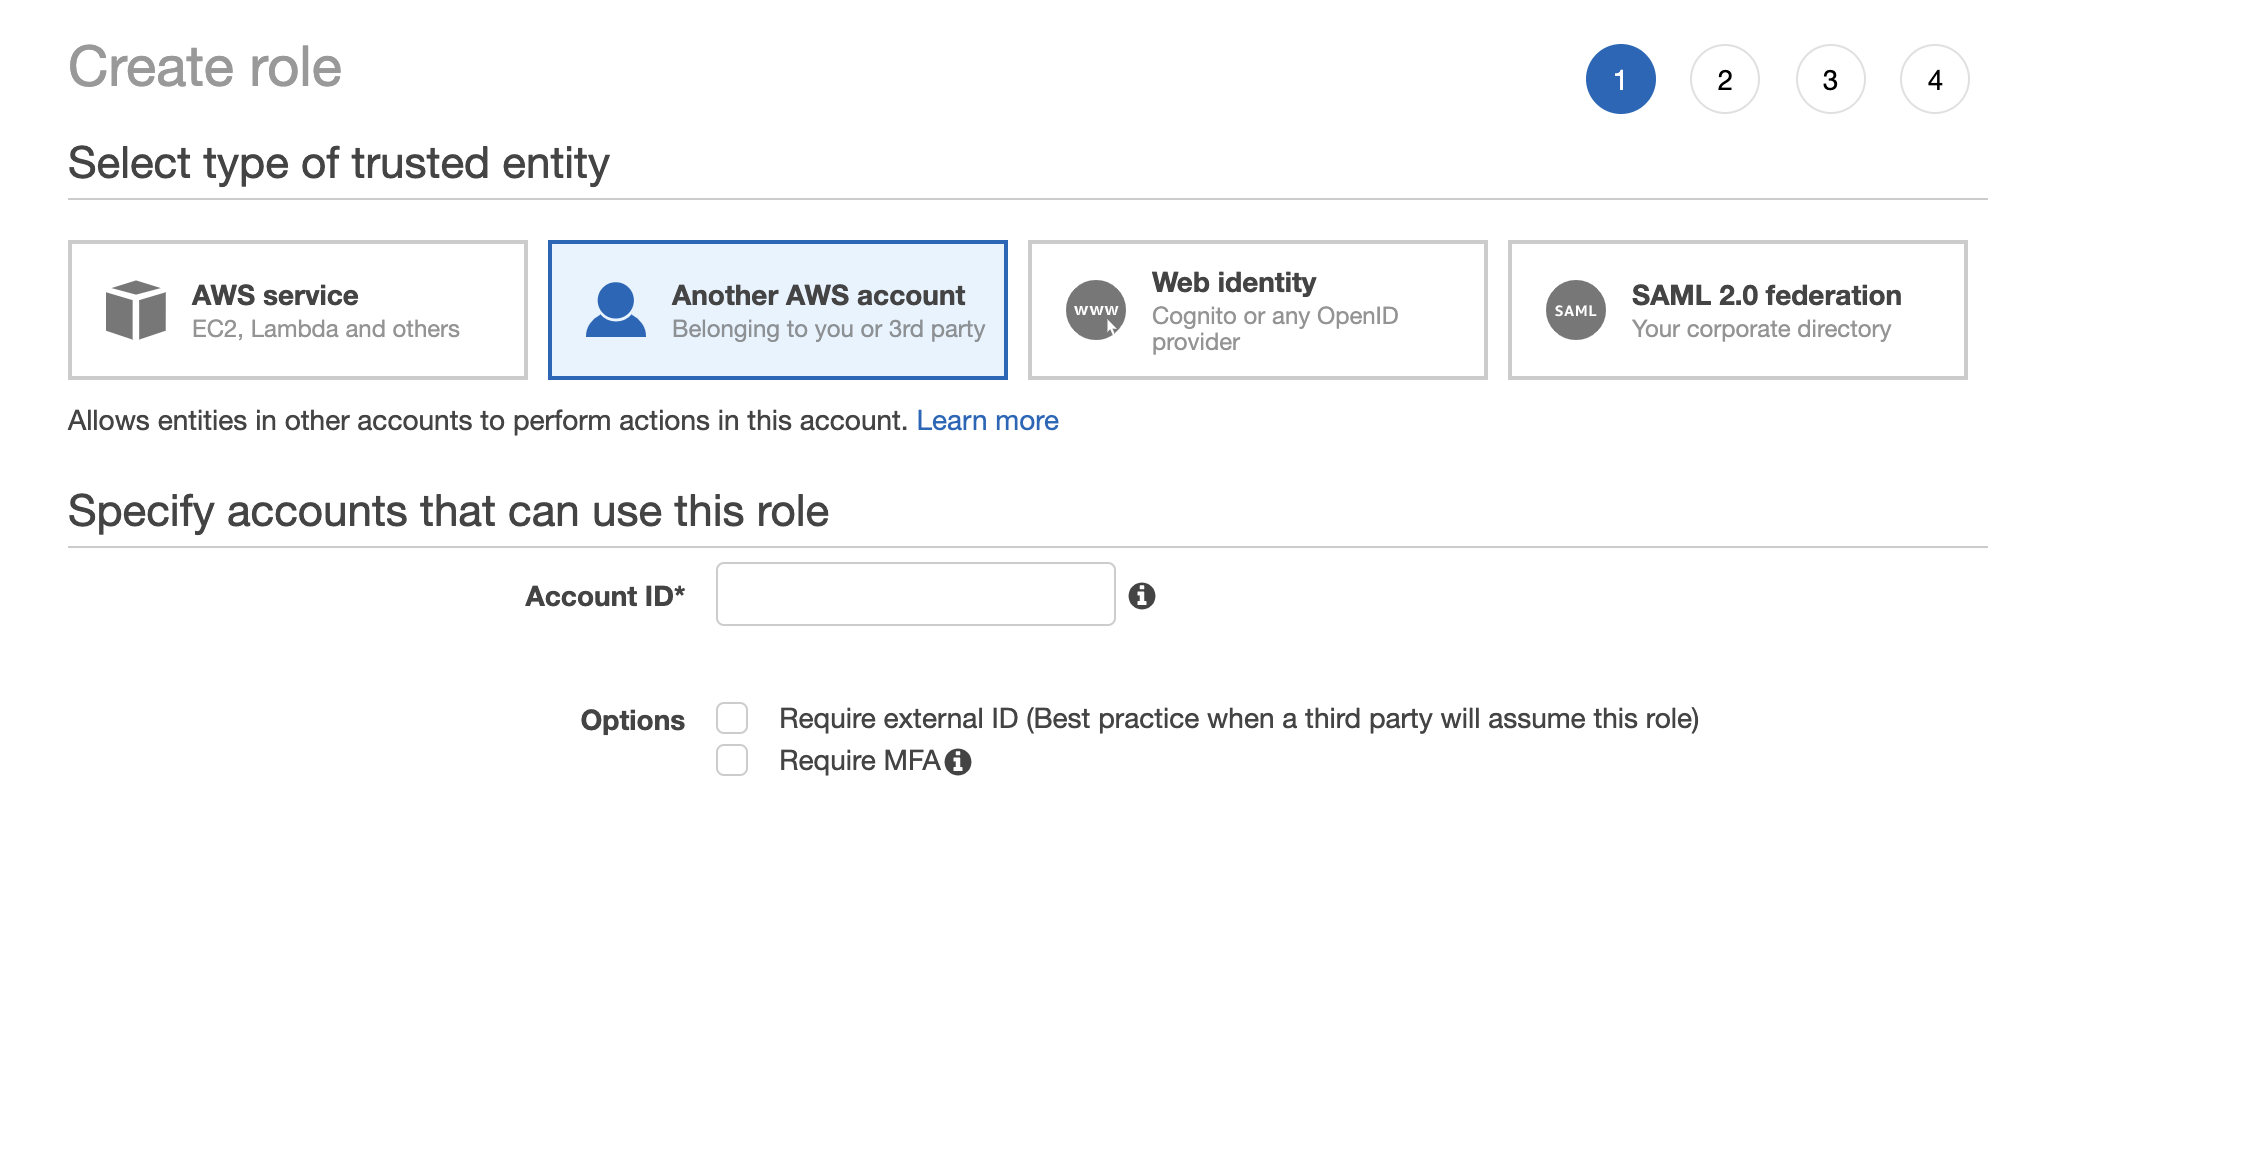 Create role
1 2 3 4
Select type of trusted entity
AWS service
EC2, Lambda and others
Another AWS account
Belonging to you or 3rd party
www
Web identity
Cognito or any OpenID
provider
SAML
SAML 2.0 federation
Your corporate directory
Allows entities in other accounts to perform actions in this account. Learn more
Specify accounts that can use this role
Account ID*
Options
Require external ID (Best practice when a third party will assume this role)
Require MFA